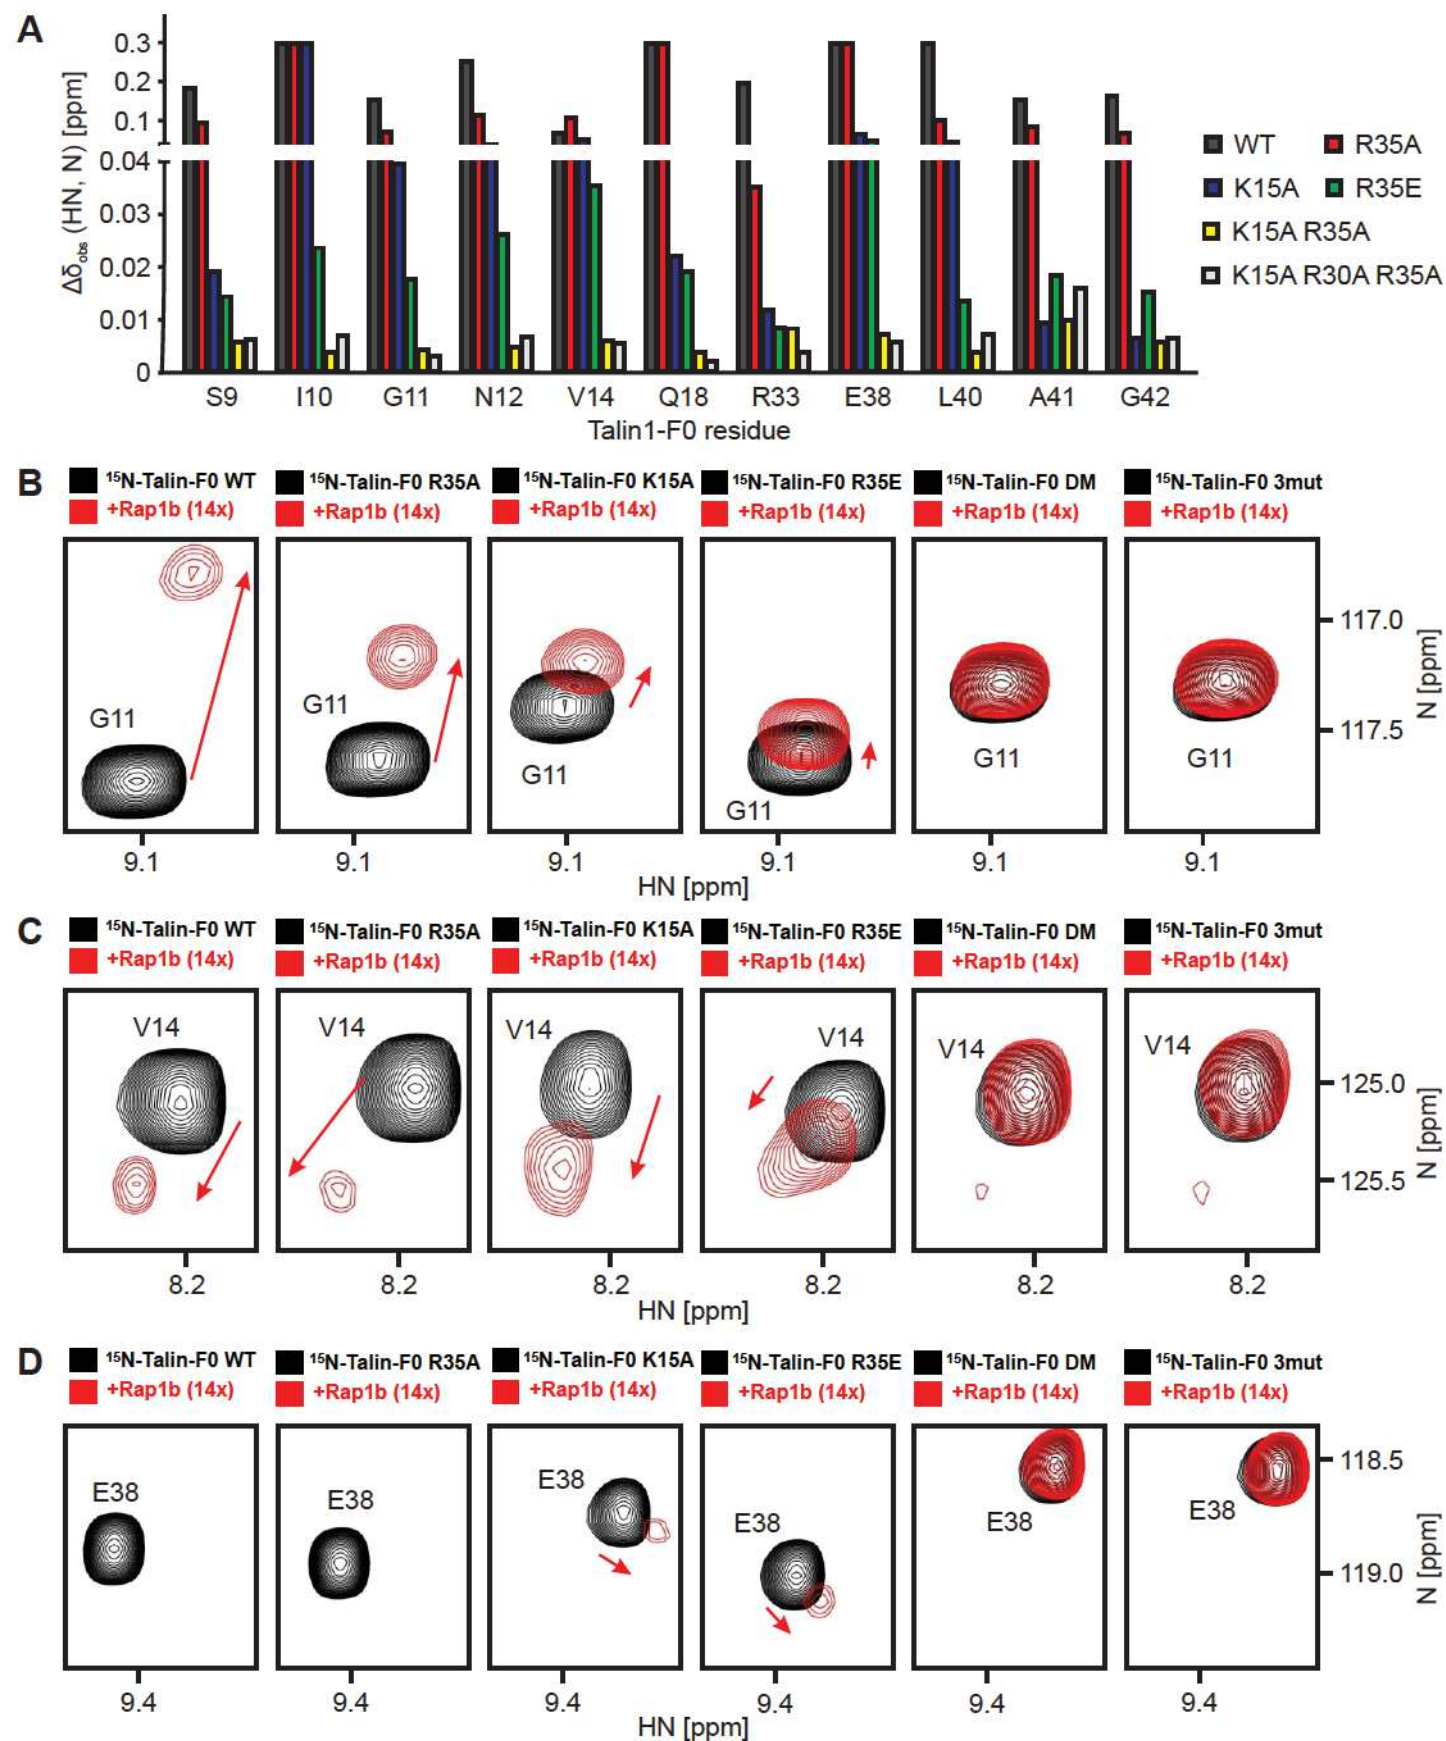 A
0.3
0.2
0.1
0.04
0.03
0.02
0.01
0
Δδobs (HN, N) [ppm]
WT R35A
K15A R35E
K15A R35A
K15A R30A R35A
S9 I10 G11 N12 V14 Q18 R33 E38 L40 A41 G42
Talin1-F0 residue
B
¹⁵N-Talin-F0 WT ¹⁵N-Talin-F0 R35A ¹⁵N-Talin-F0 K15A ¹⁵N-Talin-F0 R35E ¹⁵N-Talin-F0 DM ¹⁵N-Talin-F0 3mut
+Rap1b (14x) +Rap1b (14x) +Rap1b (14x) +Rap1b (14x) +Rap1b (14x) +Rap1b (14x)
G11 G11 G11 G11 G11 G11
117.0
117.5
N [ppm]
9.1 9.1 9.1 9.1 9.1 9.1
HN [ppm]
C
¹⁵N-Talin-F0 WT ¹⁵N-Talin-F0 R35A ¹⁵N-Talin-F0 K15A ¹⁵N-Talin-F0 R35E ¹⁵N-Talin-F0 DM ¹⁵N-Talin-F0 3mut
+Rap1b (14x) +Rap1b (14x) +Rap1b (14x) +Rap1b (14x) +Rap1b (14x) +Rap1b (14x)
V14 V14 V14 V14 V14 V14
125.0
125.5
N [ppm]
8.2 8.2 8.2 8.2 8.2 8.2
HN [ppm]
D
¹⁵N-Talin-F0 WT ¹⁵N-Talin-F0 R35A ¹⁵N-Talin-F0 K15A ¹⁵N-Talin-F0 R35E ¹⁵N-Talin-F0 DM ¹⁵N-Talin-F0 3mut
+Rap1b (14x) +Rap1b (14x) +Rap1b (14x) +Rap1b (14x) +Rap1b (14x) +Rap1b (14x)
E38 E38 E38 E38 E38 E38
118.5
119.0
N [ppm]
9.4 9.4 9.4 9.4 9.4 9.4
HN [ppm]